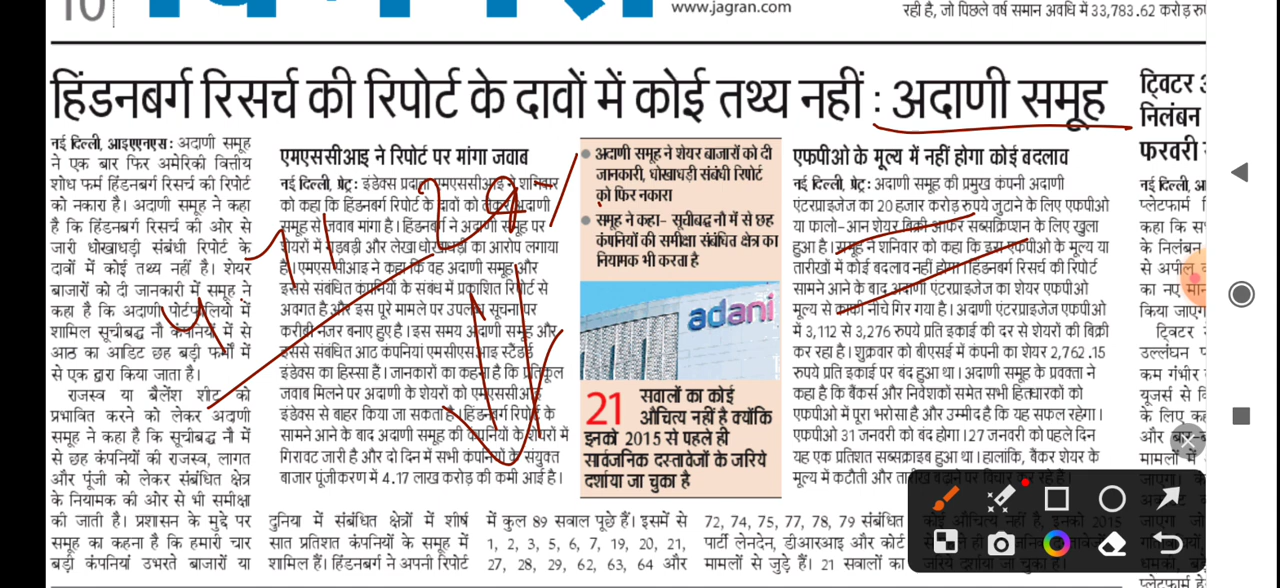 10
www.jagran.com
रही है, जो पिछले वर्ष समान अवधि में 33,783.62 करोड़ रु
हिंडनबर्ग रिसर्च की रिपोर्ट के दावों में कोई तथ्य नहीं : अदाणी समूह
नई दिल्ली, आइएएनएस: अदाणी समूह
ने एक बार फिर अमेरिकी वित्तीय
शोध फर्म हिंडनबर्ग रिसर्च की रिपोर्ट
को नकारा है। अदाणी समूह ने कहा
है कि हिंडनबर्ग रिसर्च की ओर से
जारी धोखाधड़ी संबंधी रिपोर्ट के
दावों में कोई तथ्य नहीं है। शेयर
बाजारों को दी जानकारी में समूह ने
कहा है कि अदाणी पोर्टफोलियो में
शामिल सूचीबद्ध नौ कंपनियों में से
आठ का आडिट छह बड़ी फर्मों में
से एक द्वारा किया जाता है।
राजस्व या बैलेंस शीट को
प्रभावित करने को लेकर अदाणी
समूह ने कहा है कि सूचीबद्ध नौ में
से छह कंपनियों की राजस्व, लागत
और पूंजी को लेकर संबंधित क्षेत्र
के नियामक की ओर से भी समीक्षा
की जाती है। प्रशासन के मुद्दे पर
समूह का कहना है कि हमारी चार
बड़ी कंपनियां उभरते बाजारों या
एमएससीआइ ने रिपोर्ट पर मांगा जवाब
नई दिल्ली, प्रेट्र: इंडेक्स प्रदाता एमएससीआइ ने शनिवार
को कहा कि हिंडनबर्ग रिपोर्ट के दावों को लेकर अदाणी
समूह से जवाब मांगा है। हिंडनबर्ग ने अदाणी समूह पर
शेयरों में गड़बड़ी और लेखा धोखाधड़ी का आरोप लगाया
है। एमएससीआइ ने कहा कि वह अदाणी समूह और
इससे संबंधित कंपनियों के संबंध में प्रकाशित रिपोर्ट से
अवगत है और इस पूरे मामले पर उपलब्ध सूचना पर
करीबी नजर बनाए हुए है। इस समय अदाणी समूह और
इससे संबंधित आठ कंपनियां एमसीएसआइ स्टैंडर्ड
इंडेक्स का हिस्सा है। जानकारों का कहना है कि प्रतिकूल
जवाब मिलने पर अदाणी के शेयरों को एमएससीआइ
इंडेक्स से बाहर किया जा सकता है। हिंडनबर्ग रिपोर्ट के
सामने आने के बाद अदाणी समूह की कंपनियों के शेयरों में
गिरावट जारी है और दो दिन में सभी कंपनियों के संयुक्त
बाजार पूंजीकरण में 4.17 लाख करोड़ की कमी आई है।
अदाणी समूह ने शेयर बाजारों को दी
जानकारी, धोखाधड़ी संबंधी रिपोर्ट
को फिर नकारा
समूह ने कहा- सूचीबद्ध नौ में से छह
कंपनियों की समीक्षा संबंधित क्षेत्र का
नियामक भी करता है
adani
21 सवालों का कोई
औचित्य नहीं है क्योंकि
इनको 2015 से पहले ही
सार्वजनिक दस्तावेजों के जरिये
दर्शाया जा चुका है
एफपीओ के मूल्य में नहीं होगा कोई बदलाव
नई दिल्ली, प्रेट्र: अदाणी समूह की प्रमुख कंपनी अदाणी
एंटरप्राइजेज का 20 हजार करोड़ रुपये जुटाने के लिए एफपीओ
या फालो-आन शेयर बिक्री आफर सब्सक्रिप्शन के लिए खुला
हुआ है। समूह ने शनिवार को कहा कि इस एफपीओ के मूल्य या
तारीखों में कोई बदलाव नहीं होगा। हिंडनबर्ग रिसर्च की रिपोर्ट
सामने आने के बाद अदाणी एंटरप्राइजेज का शेयर एफपीओ
मूल्य से काफी नीचे गिर गया है। अदाणी एंटरप्राइजेज एफपीओ
में 3,112 से 3,276 रुपये प्रति इकाई की दर से शेयरों की बिक्री
कर रहा है। शुक्रवार को बीएसई में कंपनी का शेयर 2,762.15
रुपये प्रति इकाई पर बंद हुआ था। अदाणी समूह के प्रवक्ता ने
कहा है कि बैंकर्स और निवेशकों समेत सभी हितधारकों को
एफपीओ में पूरा भरोसा है और उम्मीद है कि यह सफल रहेगा।
एफपीओ 31 जनवरी को बंद होगा। 27 जनवरी को पहले दिन
यह एक प्रतिशत सब्सक्राइब हुआ था। हालांकि, बैंकर शेयर के
मूल्य में कटौती और तारीख बढ़ाने पर विचार कर रहे हैं।
दुनिया में संबंधित क्षेत्रों में शीर्ष
सात प्रतिशत कंपनियों के समूह में
शामिल हैं। हिंडनबर्ग ने अपनी रिपोर्ट
में कुल 89 सवाल पूछे हैं। इसमें से
1, 2, 3, 5, 6, 7, 19, 20, 21,
27, 28, 29, 62, 63, 64 और
72, 74, 75, 77, 78, 79 संबंधित
पार्टी लेनदेन, डीआरआइ और कोर्ट
मामलों से जुड़े हैं। 21 सवालों का
कोई औचित्य नहीं है, इनको 2015
जरिये दर्शाया जा चुका है।
ट्विटर
निलंबन
फरवरी
नई दिल्ली
प्लेटफार्म
कहा कि
के निलंबन
से अपील
का नए
किया जाएग
ट्विटर
उल्लंघन
कम गंभीर
यूजर्स से
के लिए
और
मामलों में